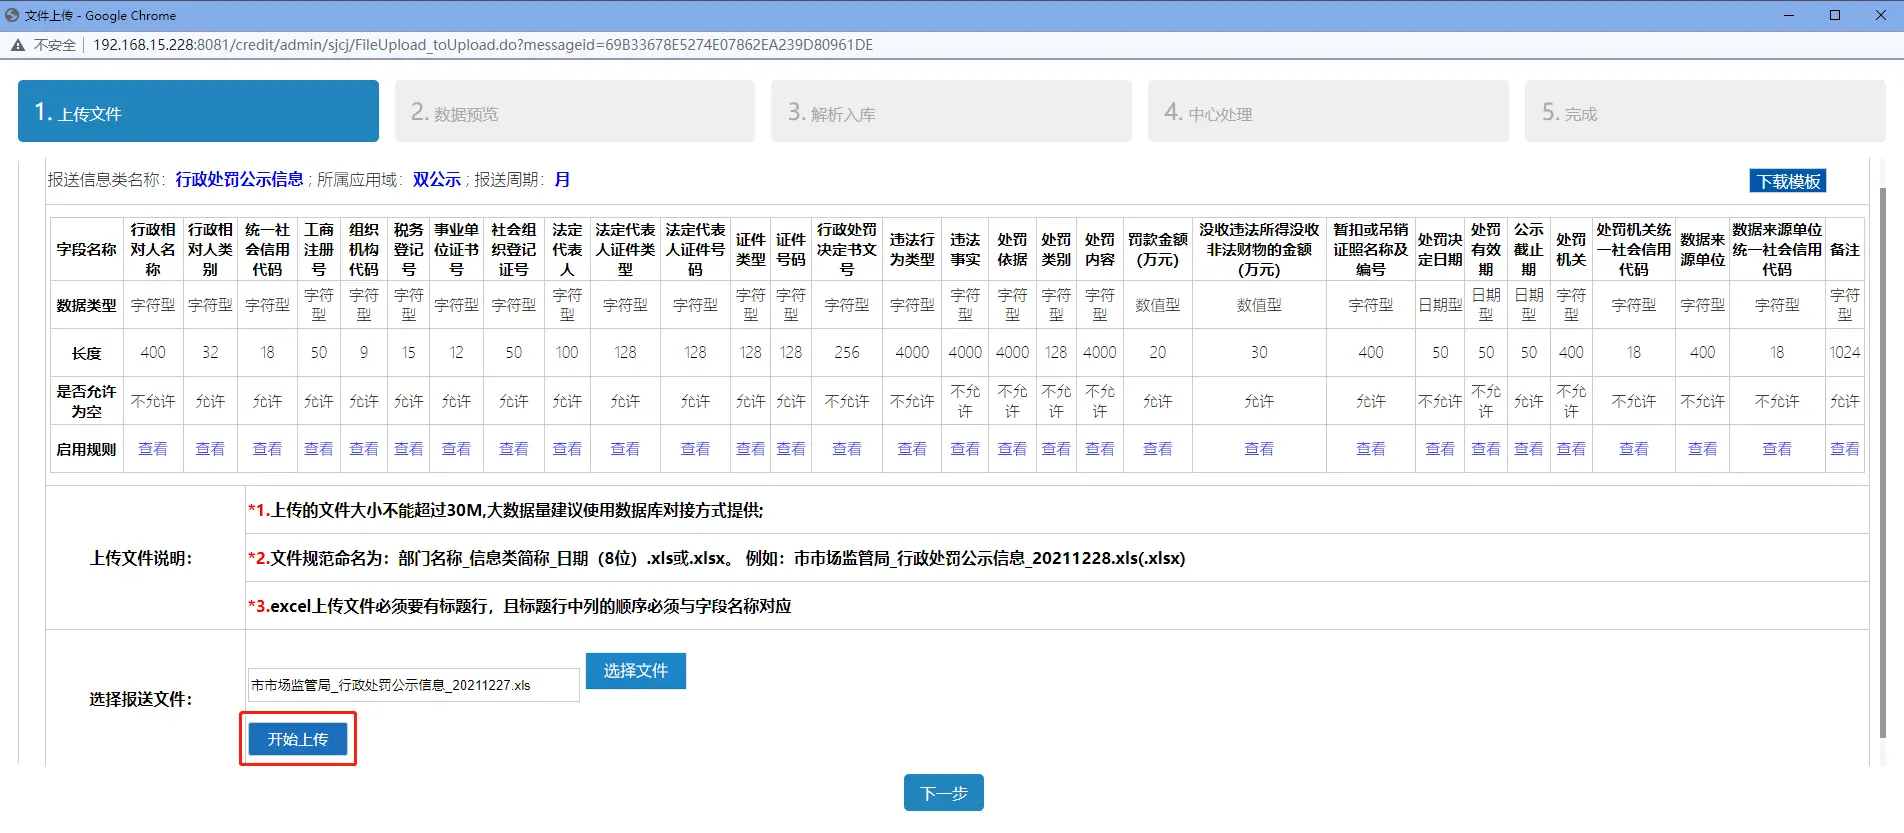 文件上传 - Google Chrome
不安全 192.168.15.228:8081/credit/admin/sjcj/FileUpload_toUpload.do?messageid=69B33678E5274E07862EA239D80961DE
1. 上传文件 2. 数据预览 3. 解析入库 4. 中心处理 5. 完成
报送信息类名称: 行政处罚公示信息 ; 所属应用域: 双公示 ; 报送周期: 月 下载模板
字段名称 行政相对人名称 行政相对人类别 统一社会信用代码 工商注册号 组织机构代码 税务登记号 事业单位证书号 社会组织登记证号 法定代表人 法定代表人证件类型 法定代表人证件号码 证件类型 证件号码 行政处罚决定书文号 违法行为类型 违法事实 处罚依据 处罚类别 处罚内容 罚款金额(万元) 没收违法所得没收非法财物的金额(万元) 暂扣或吊销证照名称及编号 处罚决定日期 处罚有效期 公示截止期 处罚机关 处罚机关统一社会信用代码 数据来源单位 数据来源单位统一社会信用代码 备注
数据类型 字符型 字符型 字符型 字符型 字符型 字符型 字符型 字符型 字符型 字符型 字符型 字符型 字符型 字符型 字符型 字符型 字符型 字符型 字符型 数值型 数值型 字符型 日期型 日期型 日期型 字符型 字符型 字符型 字符型 字符型
长度 400 32 18 50 9 15 12 50 100 128 128 128 128 256 4000 4000 4000 128 4000 20 30 400 50 50 50 400 18 400 18 1024
是否允许为空 不允许 允许 允许 允许 允许 允许 允许 允许 允许 允许 允许 允许 允许 不允许 不允许 不允许 不允许 不允许 不允许 允许 允许 允许 不允许 不允许 允许 不允许 不允许 不允许 不允许 允许
启用规则 查看 查看 查看 查看 查看 查看 查看 查看 查看 查看 查看 查看 查看 查看 查看 查看 查看 查看 查看 查看 查看 查看 查看 查看 查看 查看 查看 查看 查看 查看
上传文件说明:
*1.上传的文件大小不能超过30M,大数据量建议使用数据库对接方式提供;
*2.文件规范命名为：部门名称_信息类简称_日期（8位）.xls或.xlsx。 例如：市市场监管局_行政处罚公示信息_20211228.xls(.xlsx)
*3.excel上传文件必须要有标题行，且标题行中列的顺序必须与字段名称对应
选择报送文件:
市市场监管局_行政处罚公示信息_20211227.xls 选择文件
开始上传
下一步